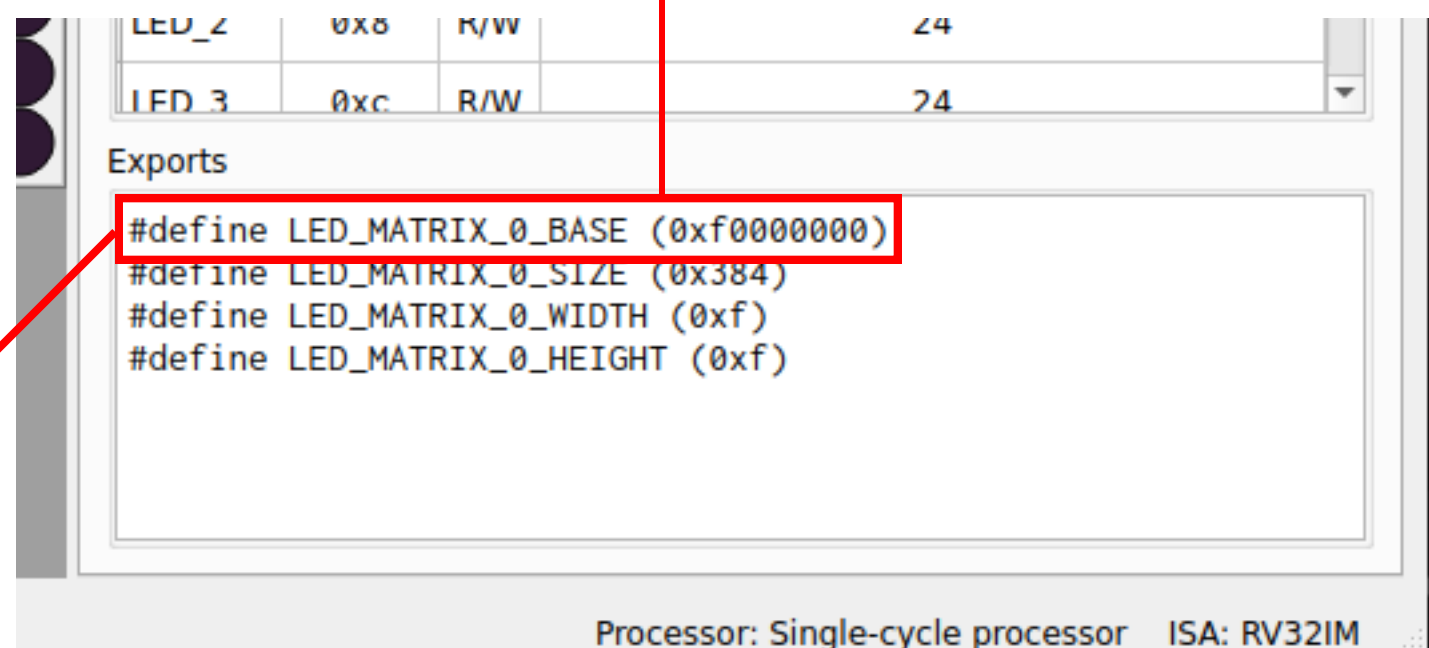 LED_2 0x8 R/W 24
LED_3 0xc R/W 24
Exports
#define LED_MATRIX_0_BASE (0xf0000000)
#define LED_MATRIX_0_SIZE (0x384)
#define LED_MATRIX_0_WIDTH (0xf)
#define LED_MATRIX_0_HEIGHT (0xf)
Processor: Single-cycle processor ISA: RV32IM